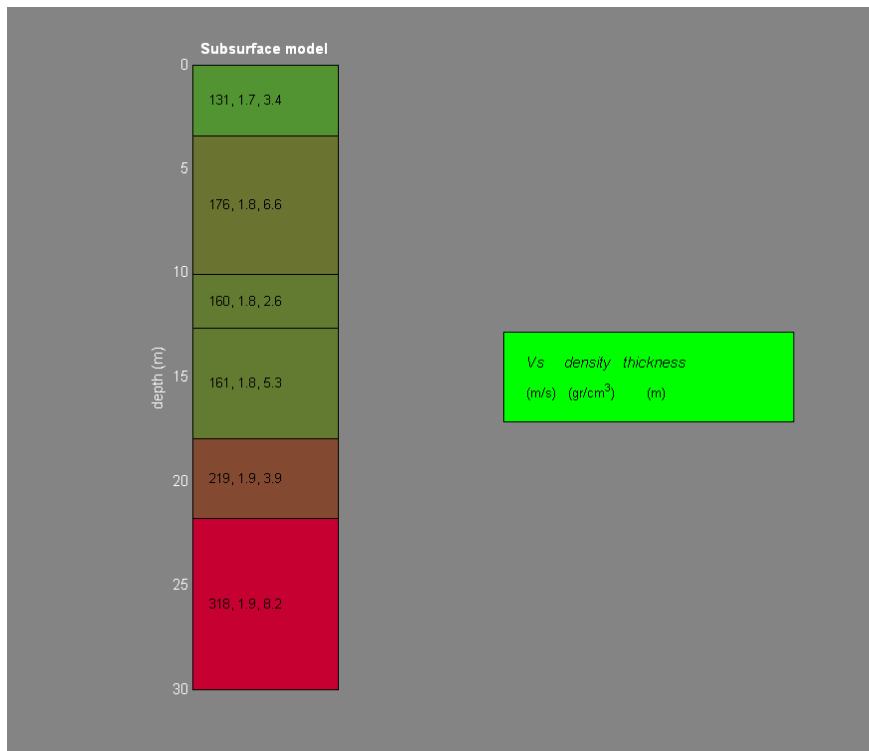 Subsurface model
0
131, 1.7, 3.4
5
176, 1.8, 6.6
10
160, 1.8, 2.6
depth (m)
15
161, 1.8, 5.3
20
219, 1.9, 3.9
25
318, 1.9, 8.2
30
Vs density thickness
(m/s) (gr/cm³) (m)